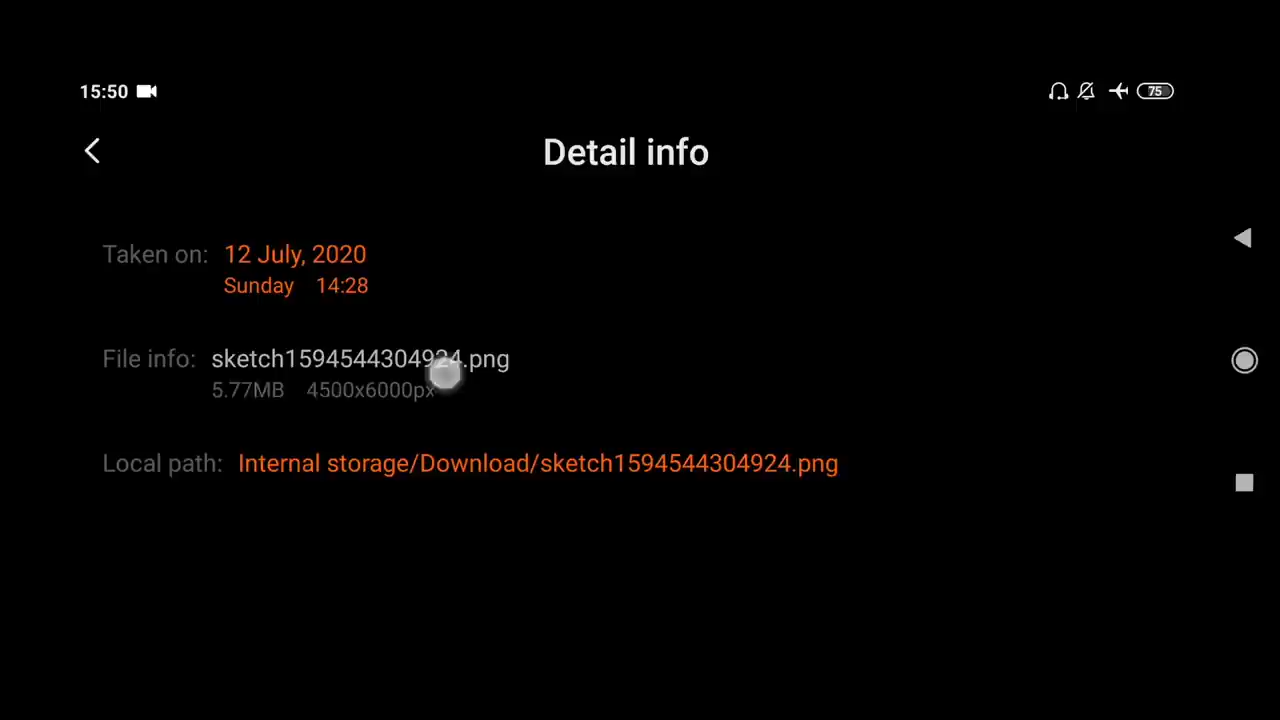 15:50
75
Detail info
Taken on: 12 July, 2020
Sunday 14:28
File info: sketch1594544304924.png
5.77MB 4500x6000px
Local path: Internal storage/Download/sketch1594544304924.png